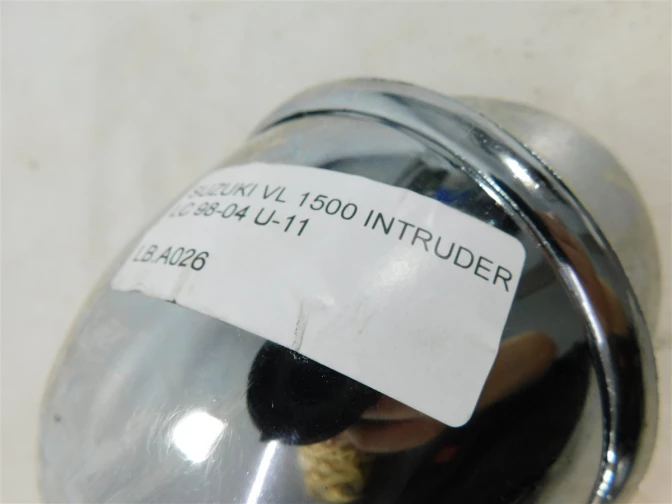 SUZUKI VL 1500 INTRUDER
LC 98-04 U-11
LB.A026